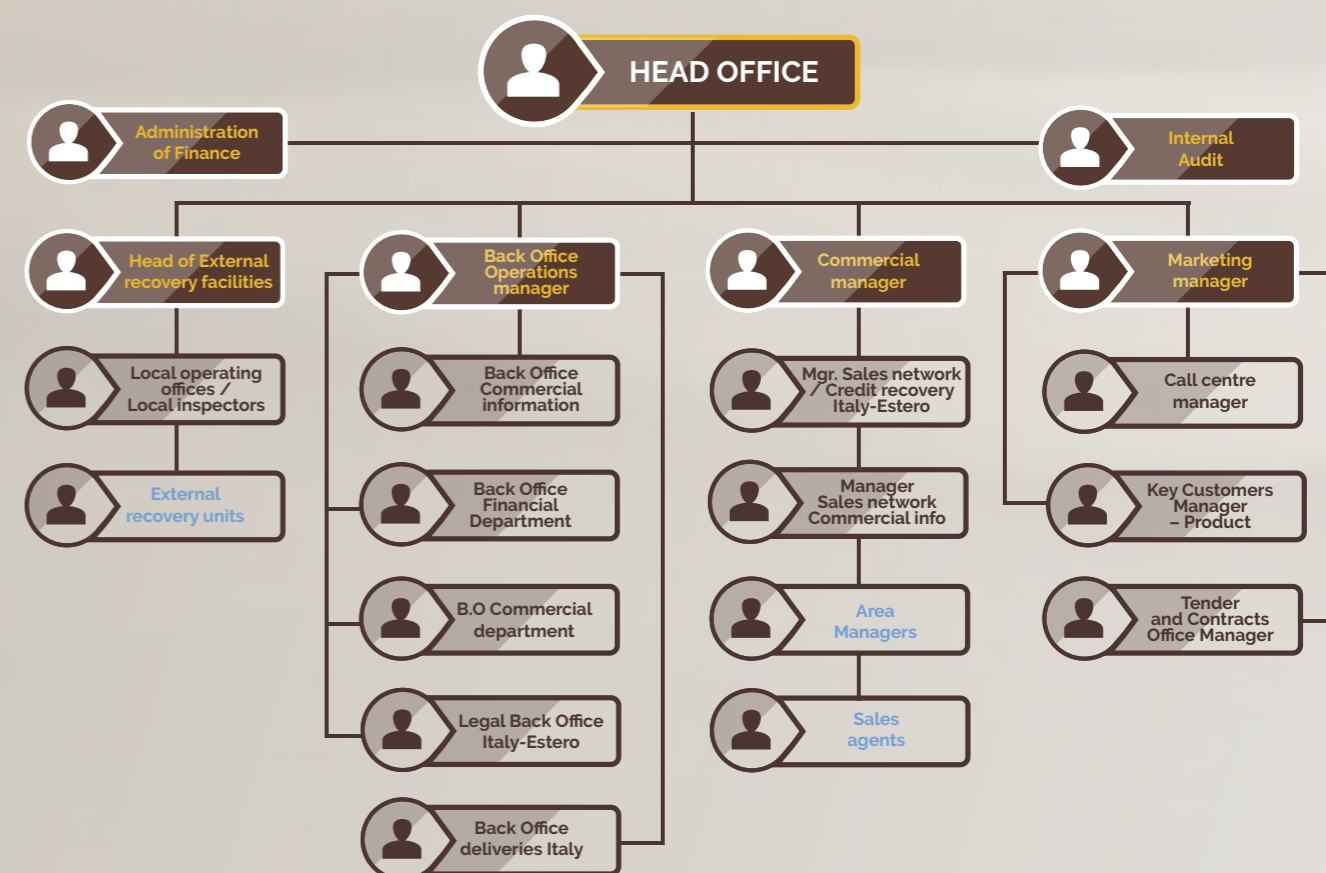 HEAD OFFICE
Administration
of Finance
Internal
Audit
Head of External
recovery facilities
Back Office
Operations
manager
Commercial
manager
Marketing
manager
Local operating
offices /
Local inspectors
Back Office
Commercial
information
Mgr. Sales network
/ Credit recovery
Italy-Estero
Call centre
manager
External
recovery units
Back Office
Financial
Department
Manager
Sales network
Commercial info
Key Customers
Manager
– Product
B.O Commercial
department
Area
Managers
Tender
and Contracts
Office Manager
Legal Back Office
Italy-Estero
Sales
agents
Back Office
deliveries Italy